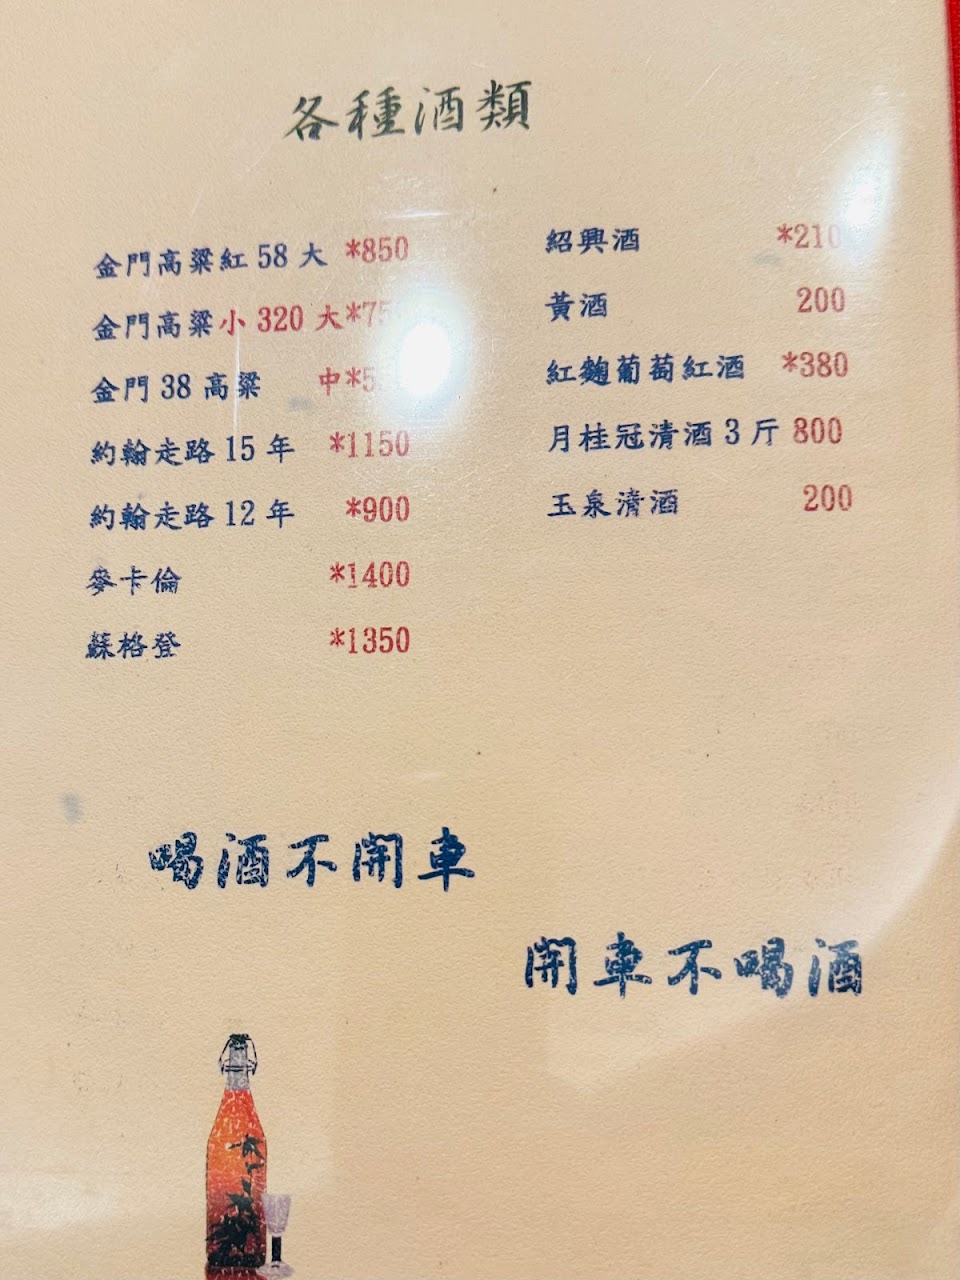 各種酒類
金門高粱紅 58 大 *850
金門高粱小 320 大*75
金門 38 高粱 中*5
約翰走路 15 年 *1150
約翰走路 12 年 *900
麥卡倫 *1400
蘇格登 *1350
紹興酒 *210
黃酒 200
紅麴葡萄紅酒 *380
月桂冠清酒 3 斤 800
玉泉清酒 200
喝酒不開車
開車不喝酒